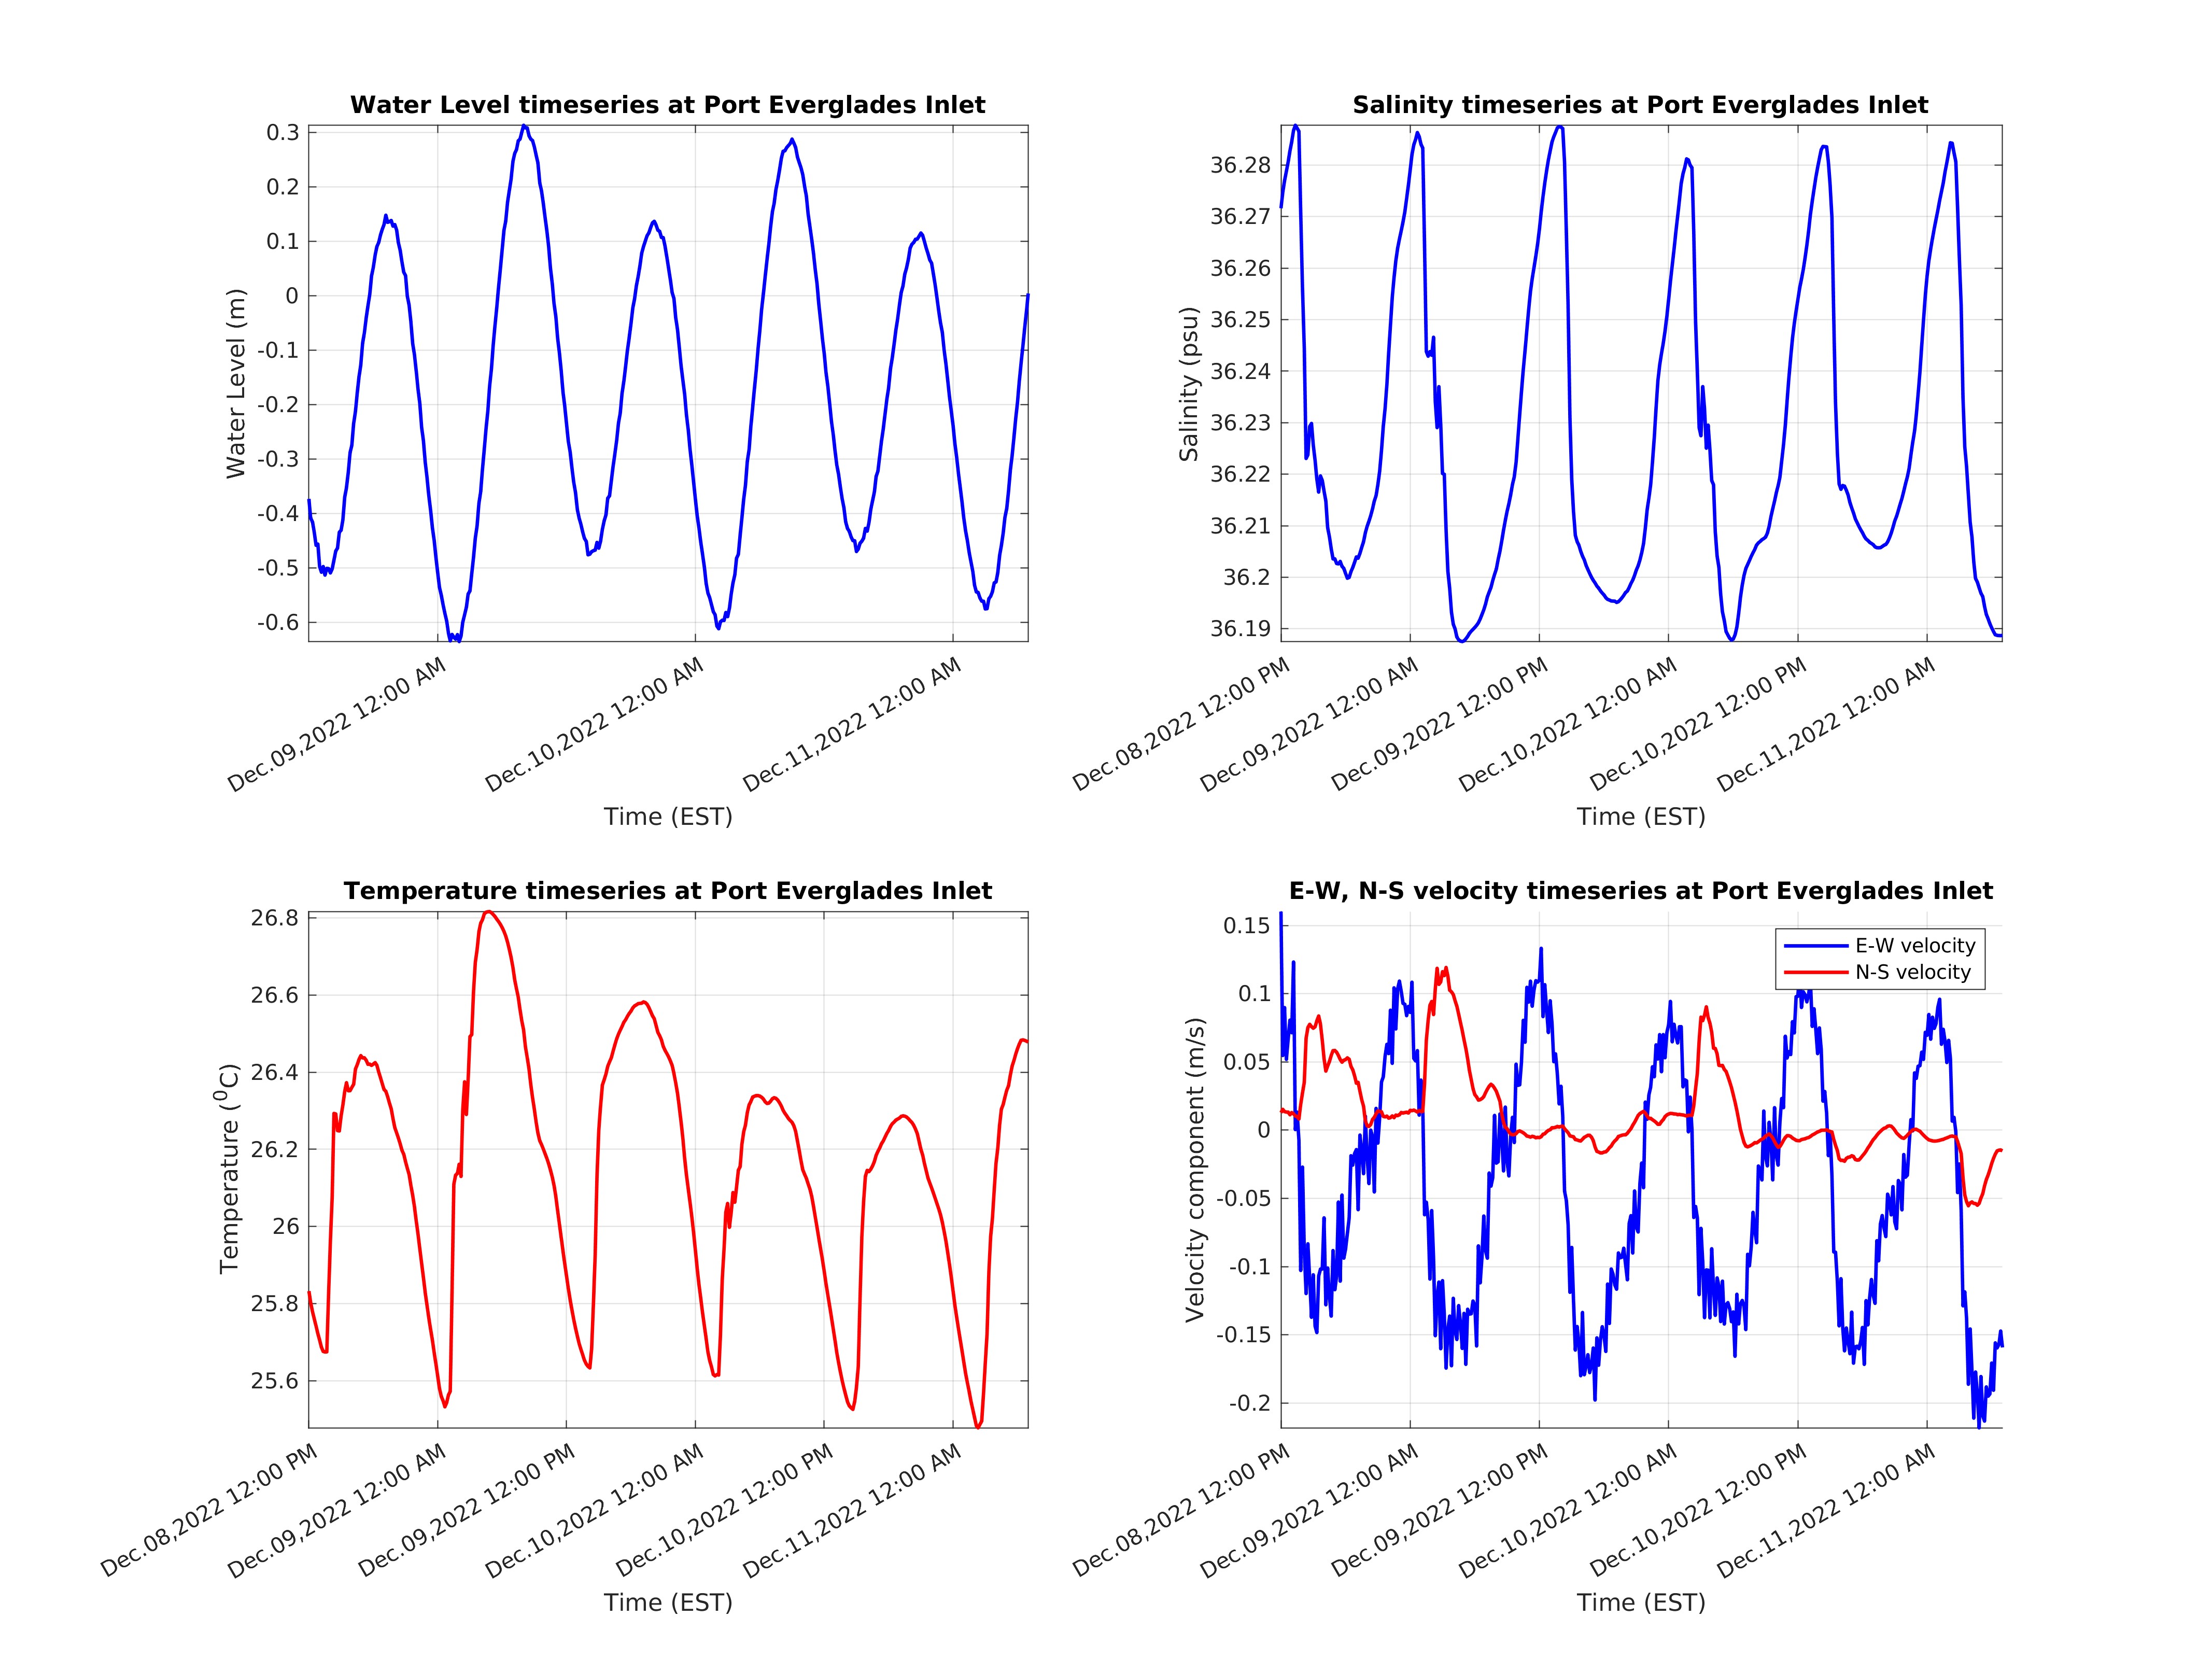 Water Level timeseries at Port Everglades Inlet
0.3
0.2
0.1
0
-0.1
-0.2
-0.3
-0.4
-0.5
-0.6
Water Level (m)
Dec.09,2022 12:00 AM
Dec.10,2022 12:00 AM
Dec.11,2022 12:00 AM
Time (EST)
Salinity timeseries at Port Everglades Inlet
36.28
36.27
36.26
36.25
36.24
36.23
36.22
36.21
36.2
36.19
Salinity (psu)
Dec.08,2022 12:00 PM
Dec.09,2022 12:00 AM
Dec.09,2022 12:00 PM
Dec.10,2022 12:00 AM
Dec.10,2022 12:00 PM
Dec.11,2022 12:00 AM
Time (EST)
Temperature timeseries at Port Everglades Inlet
26.8
26.6
26.4
26.2
26
25.8
25.6
Temperature (⁰C)
Dec.08,2022 12:00 PM
Dec.09,2022 12:00 AM
Dec.09,2022 12:00 PM
Dec.10,2022 12:00 AM
Dec.10,2022 12:00 PM
Dec.11,2022 12:00 AM
Time (EST)
E-W, N-S velocity timeseries at Port Everglades Inlet
E-W velocity
N-S velocity
0.15
0.1
0.05
0
-0.05
-0.1
-0.15
-0.2
Velocity component (m/s)
Dec.08,2022 12:00 PM
Dec.09,2022 12:00 AM
Dec.09,2022 12:00 PM
Dec.10,2022 12:00 AM
Dec.10,2022 12:00 PM
Dec.11,2022 12:00 AM
Time (EST)